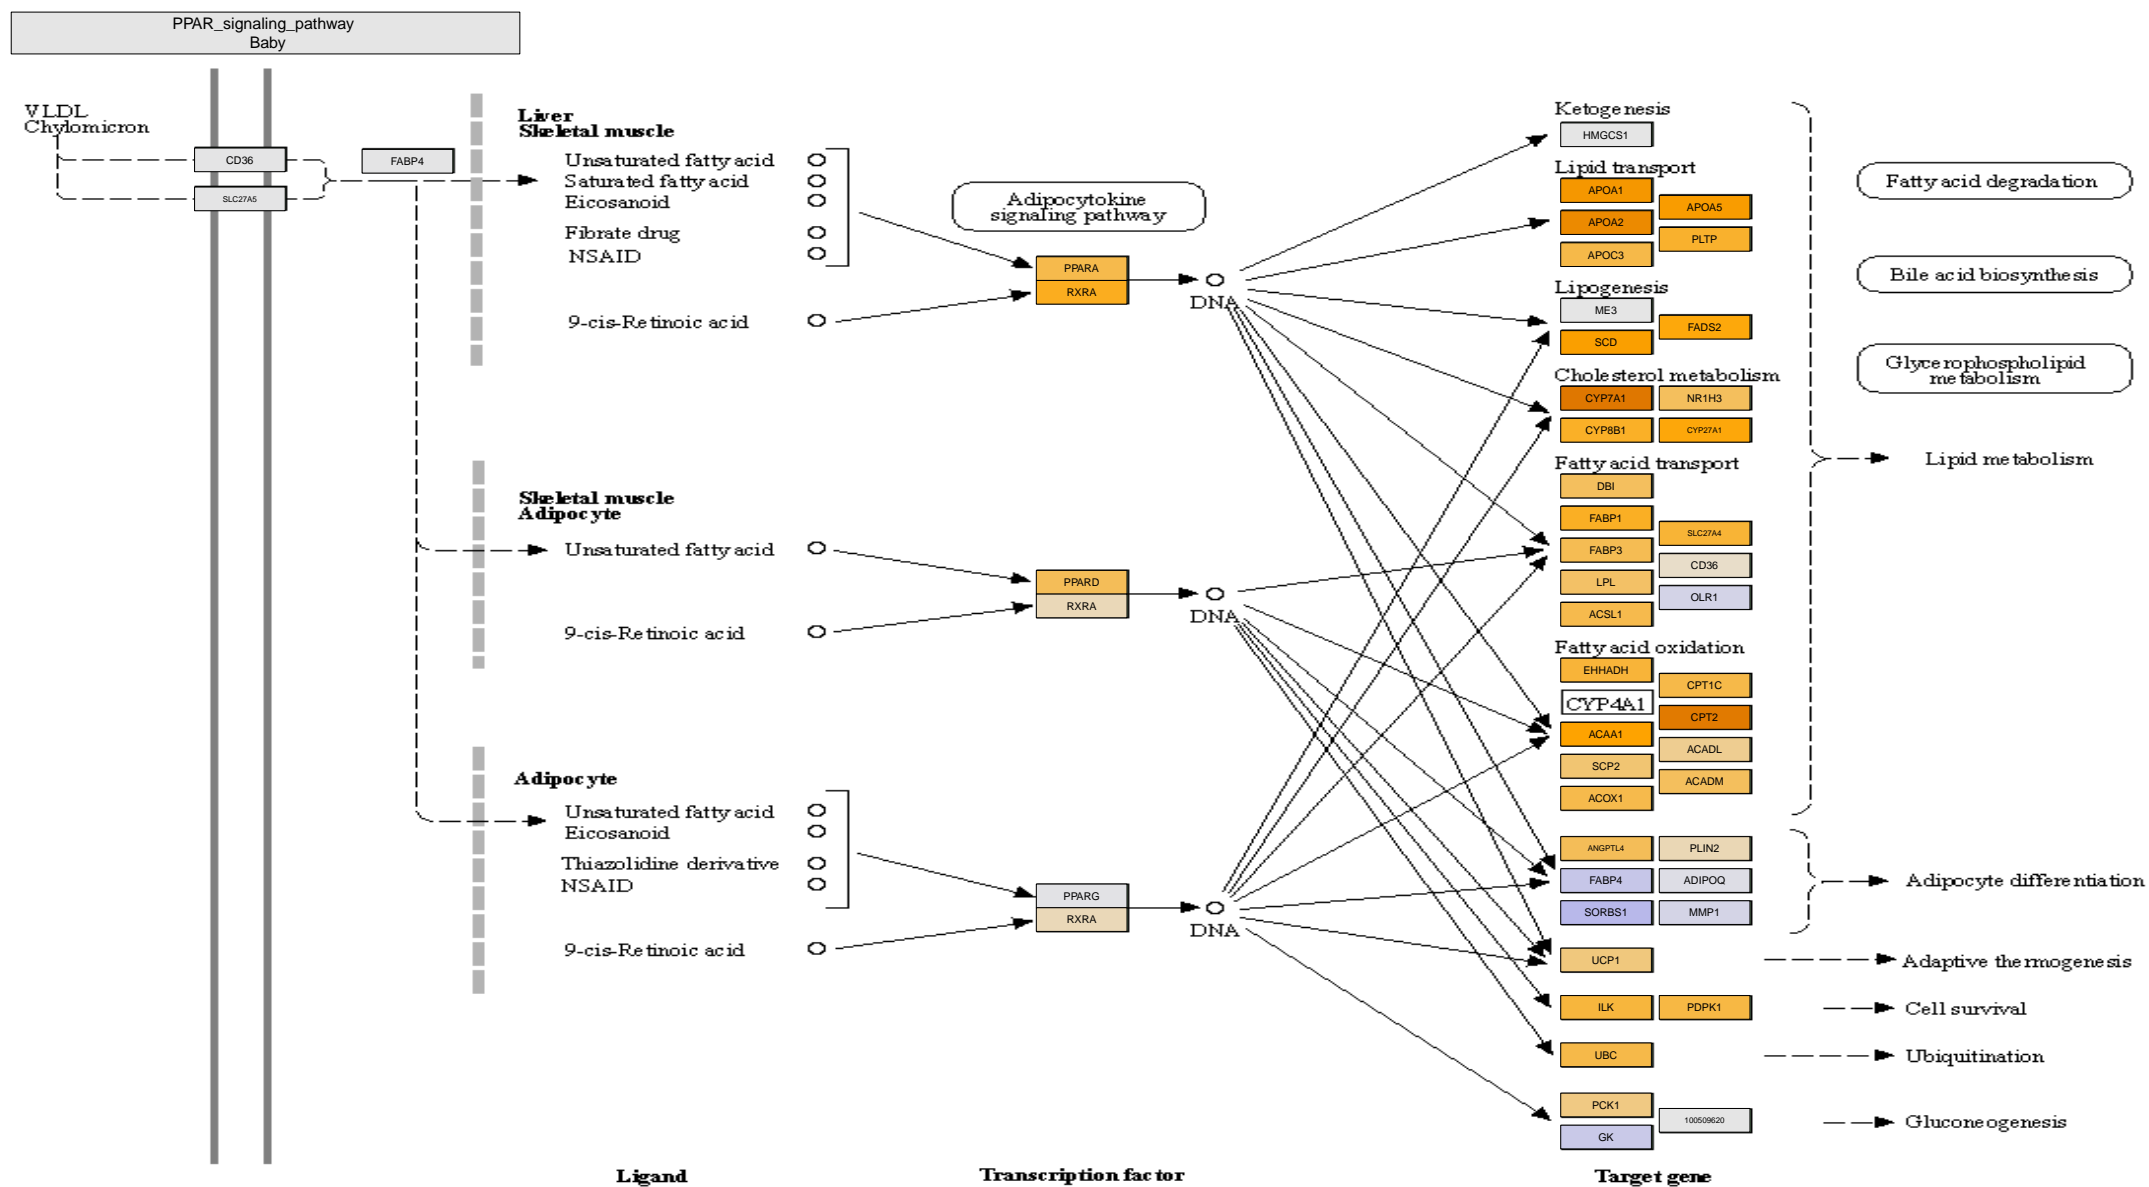 PPAR_signaling_pathway
Baby
VLDL
Chylomicron
CD36
SLC27A5
FABP4
Liver
Skeletal muscle
Unsaturated fatty acid
Saturated fatty acid
Eicosanoid
Fibrate drug
NSAID
9-cis-Retinoic acid
Skeletal muscle
Adipocyte
Unsaturated fatty acid
9-cis-Retinoic acid
Adipocyte
Unsaturated fatty acid
Eicosanoid
Thiazolidine derivative
NSAID
9-cis-Retinoic acid
Ligand
Adipocytokine
signaling pathway
PPARA
RXRA
DNA
PPARD
RXRA
DNA
PPARG
RXRA
DNA
Transcription factor
Ketogenesis
HMGCS1
Lipid transport
APOA1
APOA5
APOA2
PLTP
APOC3
Lipogenesis
ME3
FADS2
SCD
Cholesterol metabolism
CYP7A1 NR1H3
CYP8B1 CYP27A1
Fatty acid transport
DBI
FABP1
SLC27A4
FABP3
CD36
LPL
OLR1
ACSL1
Fatty acid oxidation
EHHADH
CPT1C
CYP4A1
CPT2
ACAA1
ACADL
SCP2
ACADM
ACOX1
ANGPTL4 PLIN2
FABP4 ADIPOQ
SORBS1 MMP1
UCP1
ILK PDPK1
UBC
PCK1
100509620
GK
Target gene
Fatty acid degradation
Bile acid biosynthesis
Glycerophospholipid
metabolism
Lipid metabolism
Adipocyte differentiation
Adaptive thermogenesis
Cell survival
Ubiquitination
Gluconeogenesis